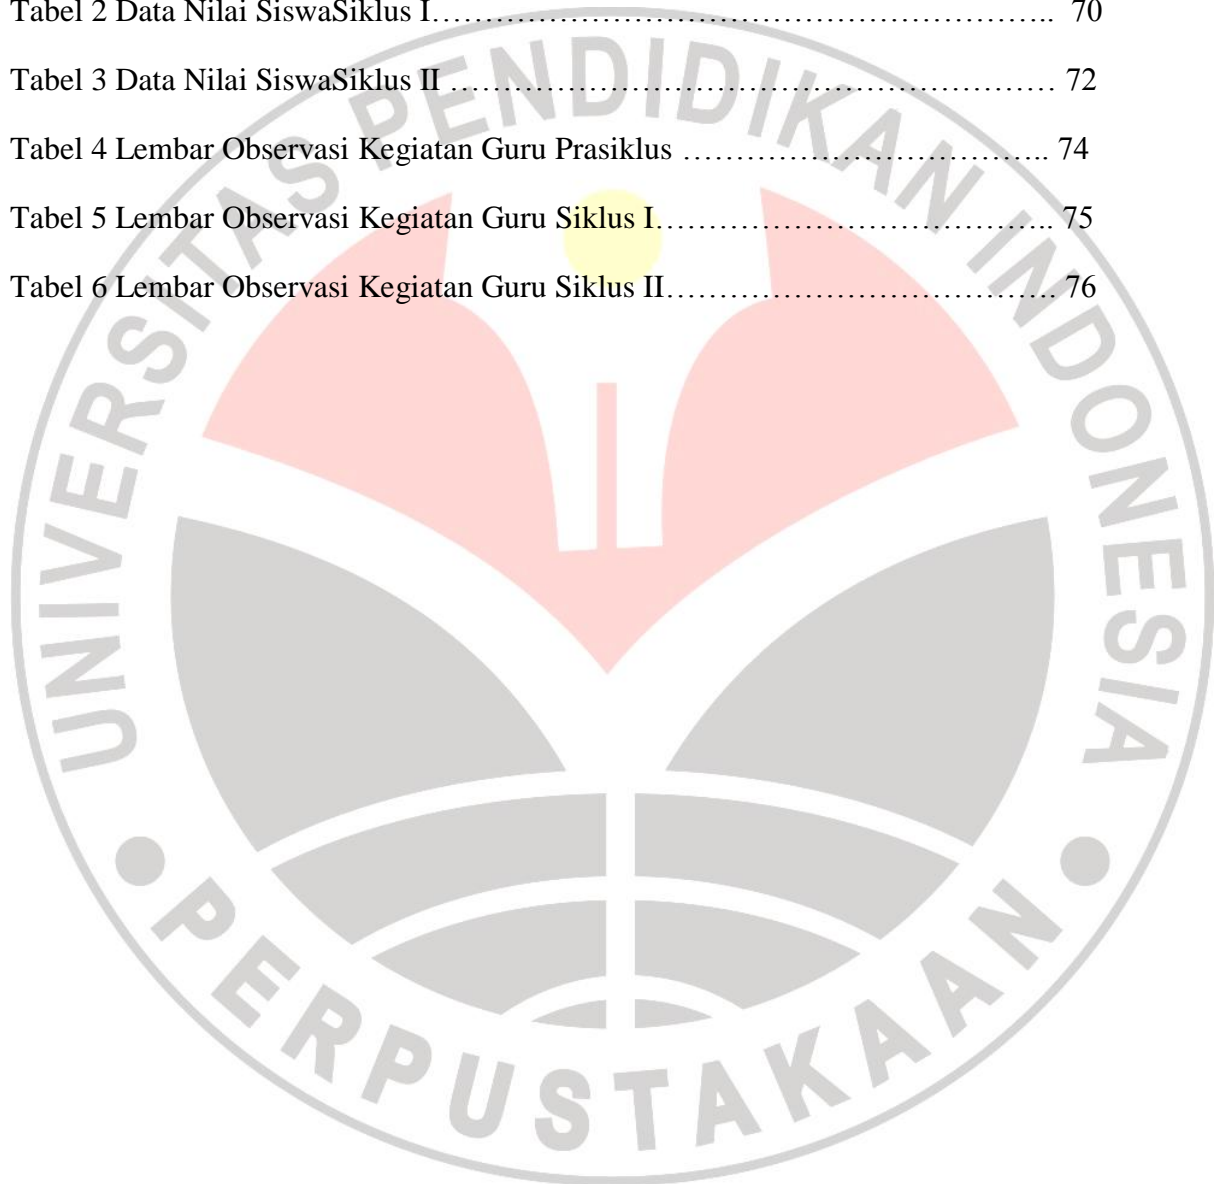 Tabel 2 Data Nilai SiswaSiklus I………………………………………………………….. 70
Tabel 3 Data Nilai SiswaSiklus II ………………………………………………………… 72
Tabel 4 Lembar Observasi Kegiatan Guru Prasiklus ………………………………….. 74
Tabel 5 Lembar Observasi Kegiatan Guru Siklus I…………………………………….. 75
Tabel 6 Lembar Observasi Kegiatan Guru Siklus II……………………………………. 76
UNIVERSITAS PENDIDIKAN INDONESIA
PERPUSTAKAAN